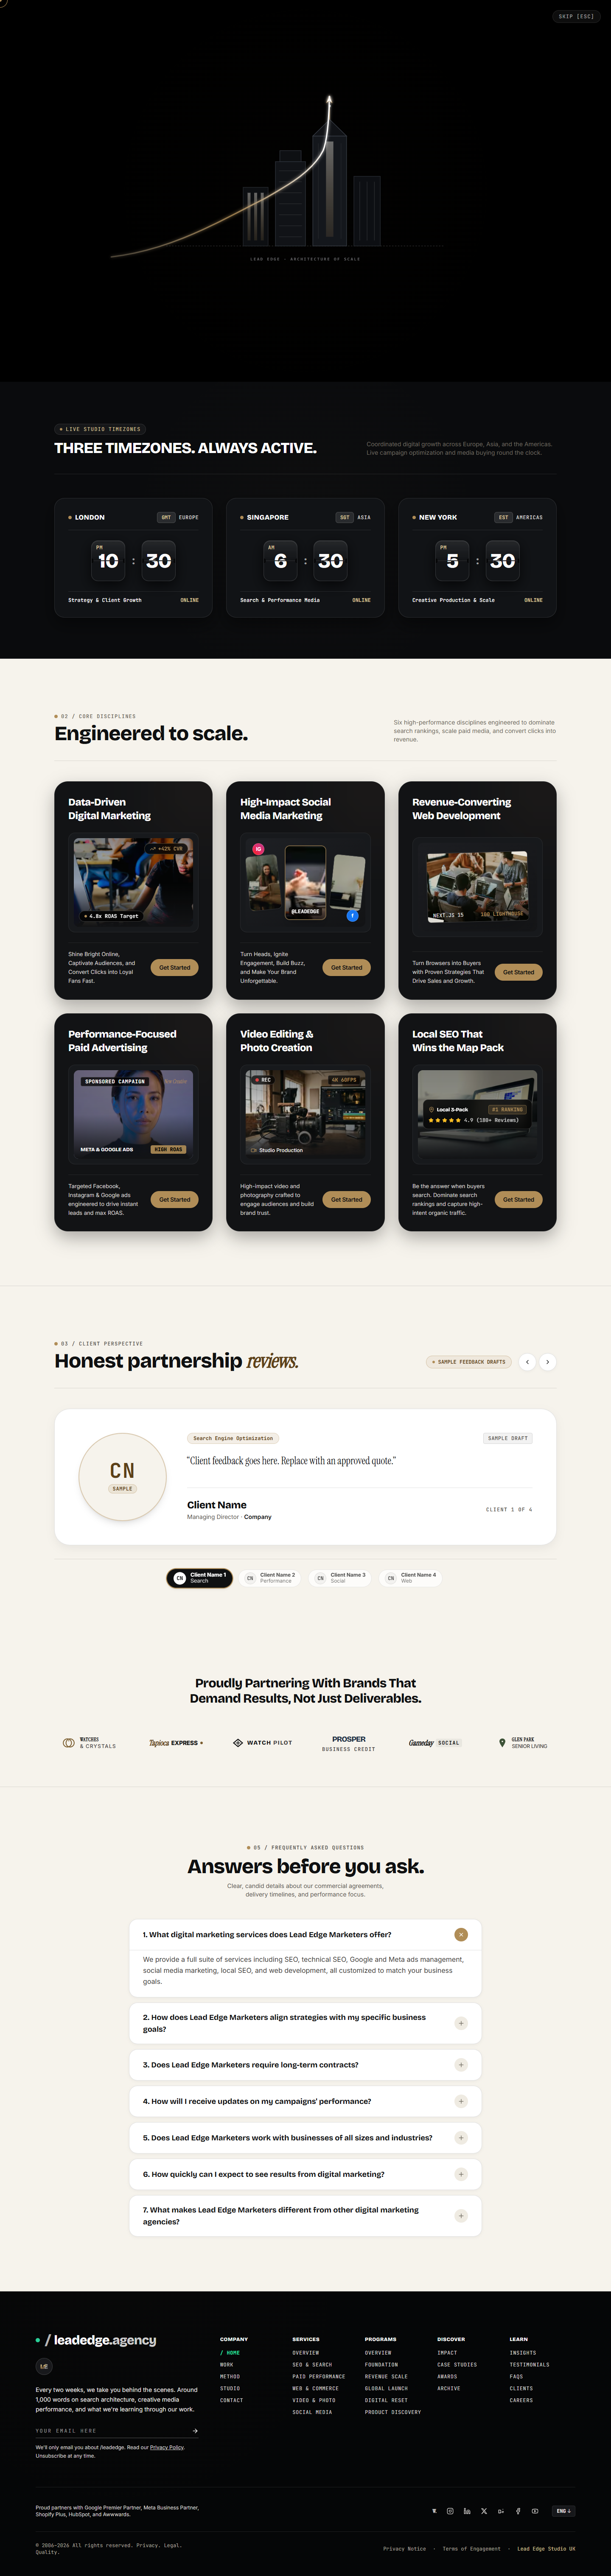 SKIP [ESC]
LEAD EDGE - ARCHITECTURE OF SCALE
LIVE STUDIO TIMEZONES
THREE TIMEZONES. ALWAYS ACTIVE.
Coordinated digital growth across Europe, Asia, and the Americas.
Live campaign optimization and media buying round the clock.
LONDON
GMT EUROPE
PM
10 : 30
Strategy & Client Growth
ONLINE
SINGAPORE
SGT ASIA
AM
6 : 30
Search & Performance Media
ONLINE
NEW YORK
EST AMERICAS
PM
5 : 30
Creative Production & Scale
ONLINE
02 / CORE DISCIPLINES
Engineered to scale.
Six high-performance disciplines engineered to dominate
search rankings, scale paid media, and convert clicks into
revenue.
Data-Driven
Digital Marketing
+42% CVR
4.8x ROAS Target
Shine Bright Online,
Captivate Audiences, and
Convert Clicks into Loyal
Fans Fast.
Get Started
High-Impact Social
Media Marketing
IG
@LEADEDGE
f
Turn Heads, Ignite
Engagement, Build Buzz,
and Make Your Brand
Unforgettable.
Get Started
Revenue-Converting
Web Development
NEXT.JS 15
100 LIGHTHOUSE
Turn Browsers into Buyers
with Proven Strategies That
Drive Sales and Growth.
Get Started
Performance-Focused
Paid Advertising
SPONSORED CAMPAIGN
META & GOOGLE ADS
HIGH ROAS
Targeted Facebook,
Instagram & Google ads
engineered to drive instant
leads and max ROAS.
Get Started
Video Editing &
Photo Creation
REC
4K 60FPS
Studio Production
High-impact video and
photography crafted to
engage audiences and build
brand trust.
Get Started
Local SEO That
Wins the Map Pack
Local 3-Pack
#1 RANKING
4.9 (180+ Reviews)
Be the answer when buyers
search. Dominate search
rankings and capture high-
intent organic traffic.
Get Started
03 / CLIENT PERSPECTIVE
Honest partnership reviews.
SAMPLE FEEDBACK DRAFTS
CN
SAMPLE
Search Engine Optimization
SAMPLE DRAFT
"Client feedback goes here. Replace with an approved quote."
Client Name
Managing Director · Company
CLIENT 1 OF 4
CN
Client Name 1
Search
CN
Client Name 2
Performance
CN
Client Name 3
Social
CN
Client Name 4
Web
Proudly Partnering With Brands That
Demand Results, Not Just Deliverables.
WATCHES
& CRYSTALS
Tapioca EXPRESS
WATCH PILOT
PROSPER
BUSINESS CREDIT
Gameday SOCIAL
GLEN PARK
SENIOR LIVING
05 / FREQUENTLY ASKED QUESTIONS
Answers before you ask.
Clear, candid details about our commercial agreements,
delivery timelines, and performance focus.
1. What digital marketing services does Lead Edge Marketers offer?
We provide a full suite of services including SEO, technical SEO, Google and Meta ads management,
social media marketing, local SEO, and web development, all customized to match your business
goals.
2. How does Lead Edge Marketers align strategies with my specific business
goals?
3. Does Lead Edge Marketers require long-term contracts?
4. How will I receive updates on my campaigns' performance?
5. Does Lead Edge Marketers work with businesses of all sizes and industries?
6. How quickly can I expect to see results from digital marketing?
7. What makes Lead Edge Marketers different from other digital marketing
agencies?
/ leadedge.agency
Every two weeks, we take you behind the scenes. Around
1,000 words on search architecture, creative media
performance, and what we're learning through our work.
YOUR EMAIL HERE
We'll only email you about /leadedge. Read our Privacy Policy.
Unsubscribe at any time.
COMPANY
/ HOME
WORK
METHOD
STUDIO
CONTACT
SERVICES
OVERVIEW
SEO & SEARCH
PAID PERFORMANCE
WEB & COMMERCE
VIDEO & PHOTO
SOCIAL MEDIA
PROGRAMS
OVERVIEW
FOUNDATION
REVENUE SCALE
GLOBAL LAUNCH
DIGITAL RESET
PRODUCT DISCOVERY
DISCOVER
IMPACT
CASE STUDIES
AWARDS
ARCHIVE
LEARN
INSIGHTS
TESTIMONIALS
FAQS
CLIENTS
CAREERS
Proud partners with Google Premier Partner, Meta Business Partner,
Shopify Plus, HubSpot, and Awwwards.
ENG
© 2006-2026 All rights reserved. Privacy. Legal.
Quality.
Privacy Notice · Terms of Engagement · Lead Edge Studio UK